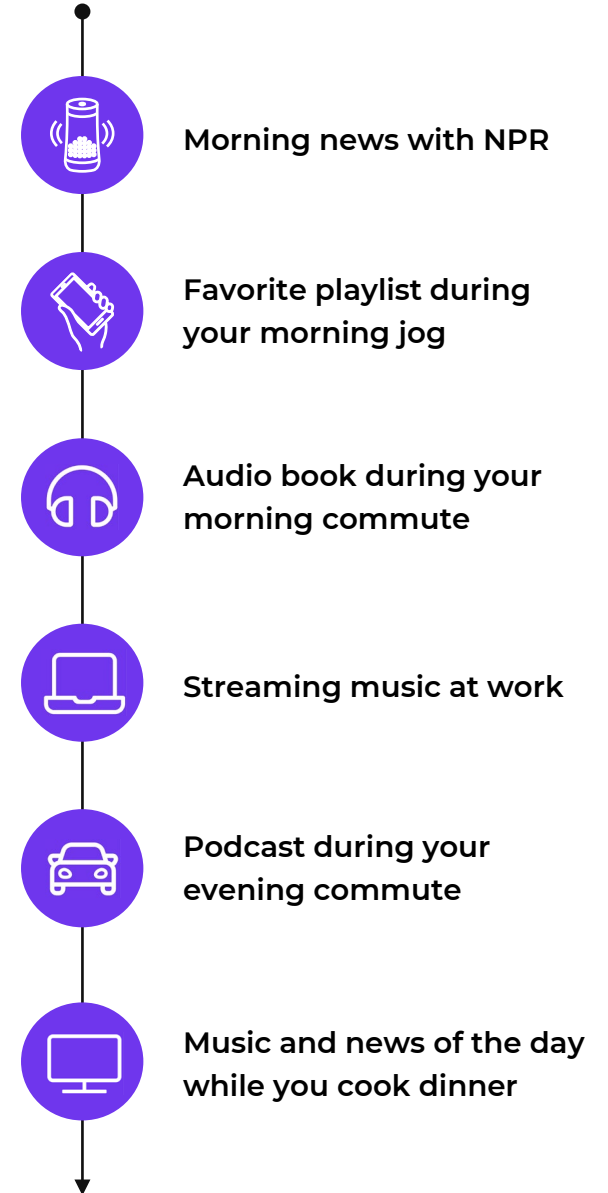 Morning news with NPR
Favorite playlist during
your morning jog
Audio book during your
morning commute
Streaming music at work
Podcast during your
evening commute
Music and news of the day
while you cook dinner